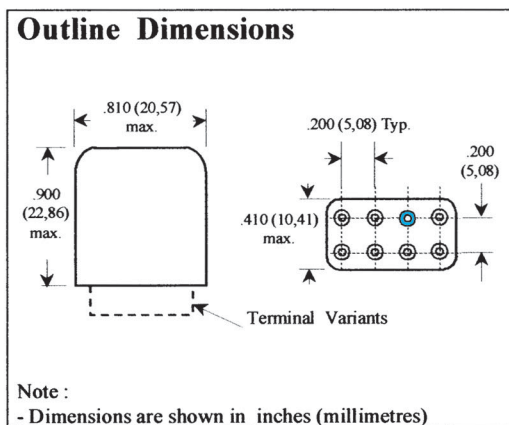 Outline Dimensions
.810 (20,57)
max.
.200 (5,08) Typ.
.200
(5,08)
.900
(22,86)
max.
.410 (10,41)
max.
Terminal Variants
Note :
- Dimensions are shown in inches (millimetres)